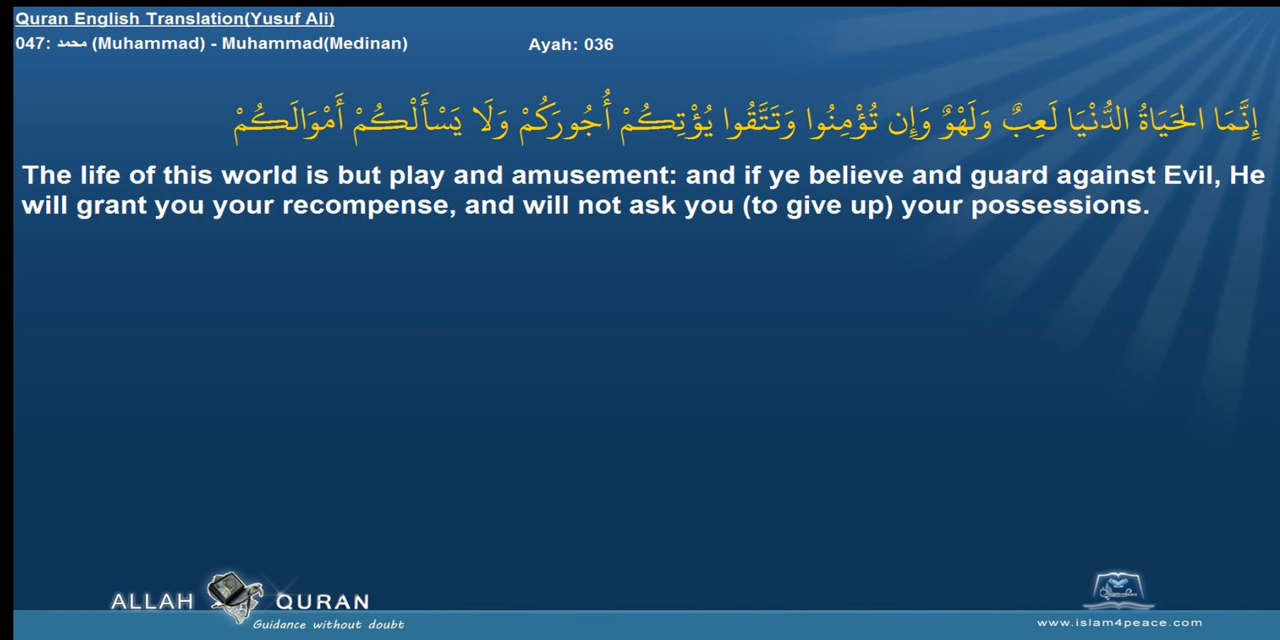 Quran English Translation(Yusuf Ali)
047: محمد (Muhammad) - Muhammad(Medinan)
Ayah: 036
إِنَّمَا الْحَيَاةُ الدُّنْيَا لَعِبٌ وَلَهْوٌ وَإِن تُؤْمِنُوا وَتَتَّقُوا يُؤْتِكُمْ أُجُورَكُمْ وَلَا يَسْأَلْكُمْ أَمْوَالَكُمْ
The life of this world is but play and amusement: and if ye believe and guard against Evil, He
will grant you your recompense, and will not ask you (to give up) your possessions.
ALLAH QURAN
Guidance without doubt
www.islam4peace.com